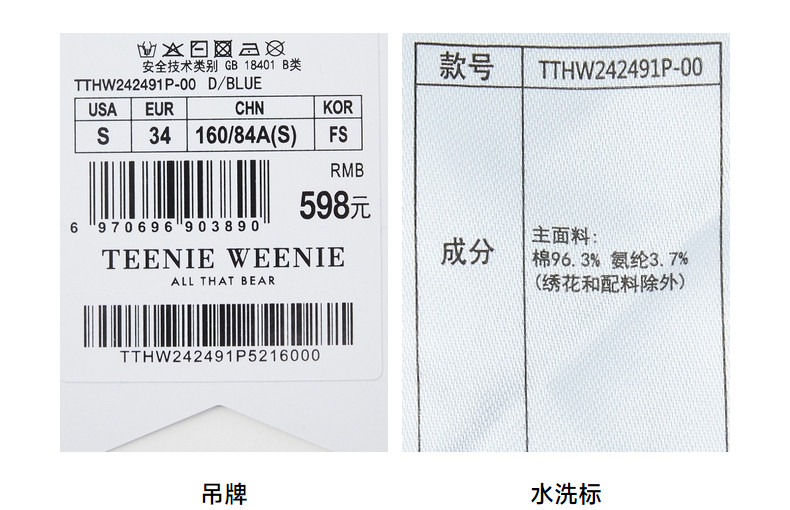 安全技术类别 GB 18401 B类
TTHW242491P-00 D/BLUE
USA EUR CHN KOR
S 34 160/84A(S) FS
RMB
598元
6 970696 903890
TEENIE WEENIE
ALL THAT BEAR
TTHW242491P5216000
吊牌
款号 TTHW242491P-00
成分
主面料:
棉96.3% 氨纶3.7%
(绣花和配料除外)
水洗标